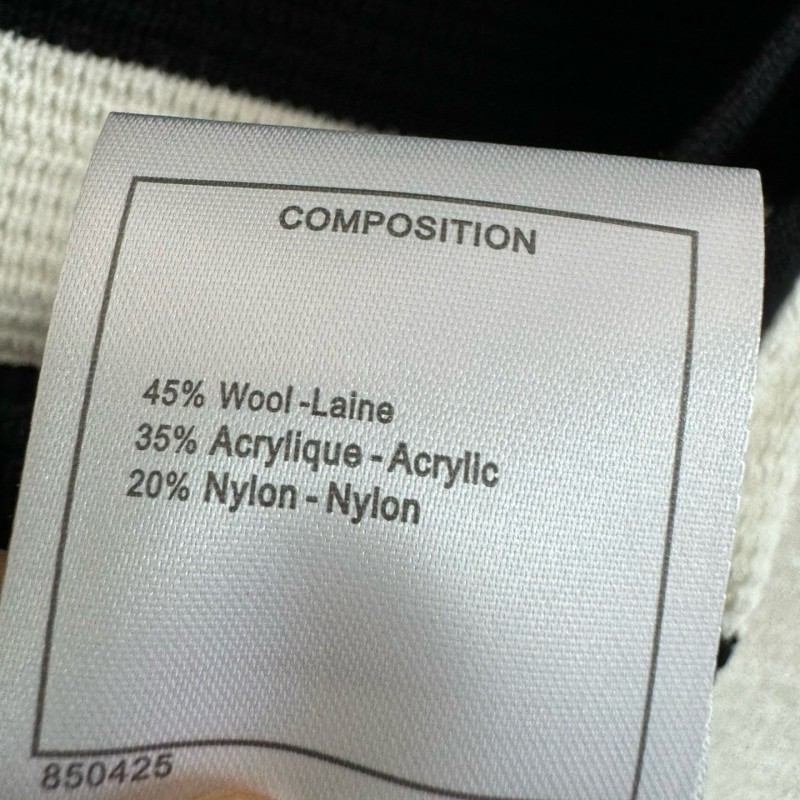 COMPOSITION
45% Wool-Laine
35% Acrylique - Acrylic
20% Nylon - Nylon
850425